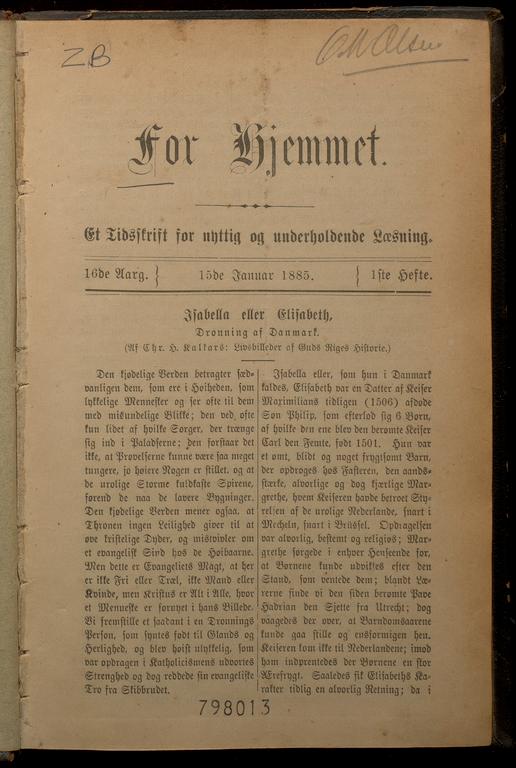 ZB
For Hjemmet.
Et Tidsskrift for nyttig og underholdende Læsning.
16de Aarg. } 15de Januar 1885. } 1ste Hefte.
Isabella eller Elisabeth,
Dronning af Danmark.
(Af Chr. H. Kalkars: Livsbilleder af Guds Riges Historie.)
Den kjødelige Verden betragter sæd-
vanligen dem, som ere i Høiheden, som
lykkelige Mennesker og ser ofte til dem
med misundelige Blikke; den ved ofte
kun lidet af hvilke Sorger, der trænge
sig ind i Paladserne; den forstaar det
ikke, at Prøvelserne kunne være saa meget
tungere, jo høiere Nogen er stillet, og at
de urolige Storme kuldkaste Spirene,
førend de naa de lavere Bygninger.
Den kjødelige Verden mener ogsaa, at
Thronen ingen Leilighed giver til at
øve kristelige Dyder, og mistvivler om
et evangelisk Sind hos de Høibaarne.
Men dette er Evangeliets Magt, at her
er ikke Fri eller Træl, ikke Mand eller
Kvinde, men Kristus er Alt i Alle, hvor
et Menneske er fornyet i hans Billede.
Vi fremstille et saadant i en Dronnings
Person, som syntes født til Glands og
Herlighed, og blev høist ulykkelig, som
var opdragen i Katholicismens udvortes
Strenghed og dog reddede sin evangeliske
Tro fra Skibbrudet.
Isabella eller, som hun i Danmark
kaldes, Elisabeth var en Datter af Keiser
Maximilians tidligen (1506) afdøde
Søn Philip, som efterlod sig 6 Børn,
af hvilke den ene blev den berømte Keiser
Carl den Femte, født 1501. Hun var
et ømt, blidt og noget frygtsomt Barn,
der opdroges hos Fasteren, den aands-
stærke, alvorlige og dog kjærlige Mar-
grethe, hvem Keiseren havde betroet Sty-
relsen af de urolige Nederlande, snart i
Mecheln, snart i Brüssel. Opdragelsen
var alvorlig, bestemt og religiøs; Mar-
grethe sørgede i enhver Henseende for,
at Børnene kunde udvikles efter den
Stand, som ventede dem; blandt Læ-
rerne finde vi den siden berømte Pave
Hadrian den Sjette fra Utrecht; dog
vaagedes der over, at Barndomsaarene
kunde gaa stille og ensformigen hen.
Keiseren kom ikke til Nederlandene; imod
ham indprentedes der Børnene en stor
Ærefrygt. Saaledes fik Elisabeths Ka-
rakter tidlig en alvorlig Retning; da i
798013